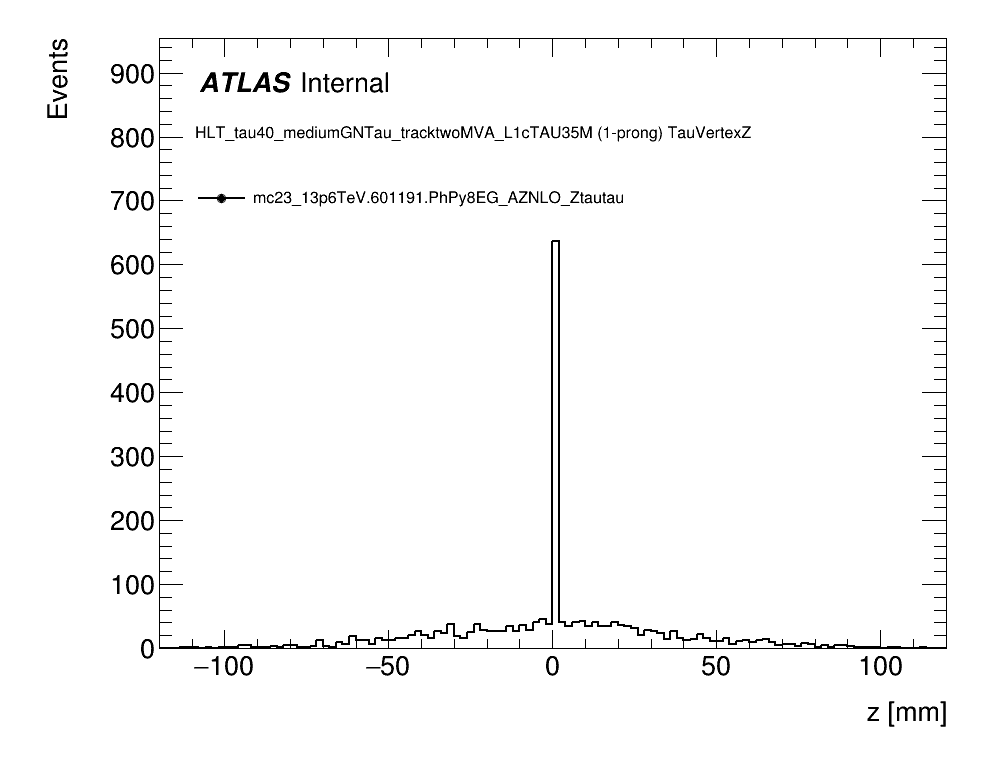 Events
900
800
700
600
500
400
300
200
100
0
ATLAS Internal
HLT_tau40_mediumGNTau_tracktwoMVA_L1cTAU35M (1-prong) TauVertexZ
mc23_13p6TeV.601191.PhPy8EG_AZNLO_Ztautau
−100 −50 0 50 100
z [mm]